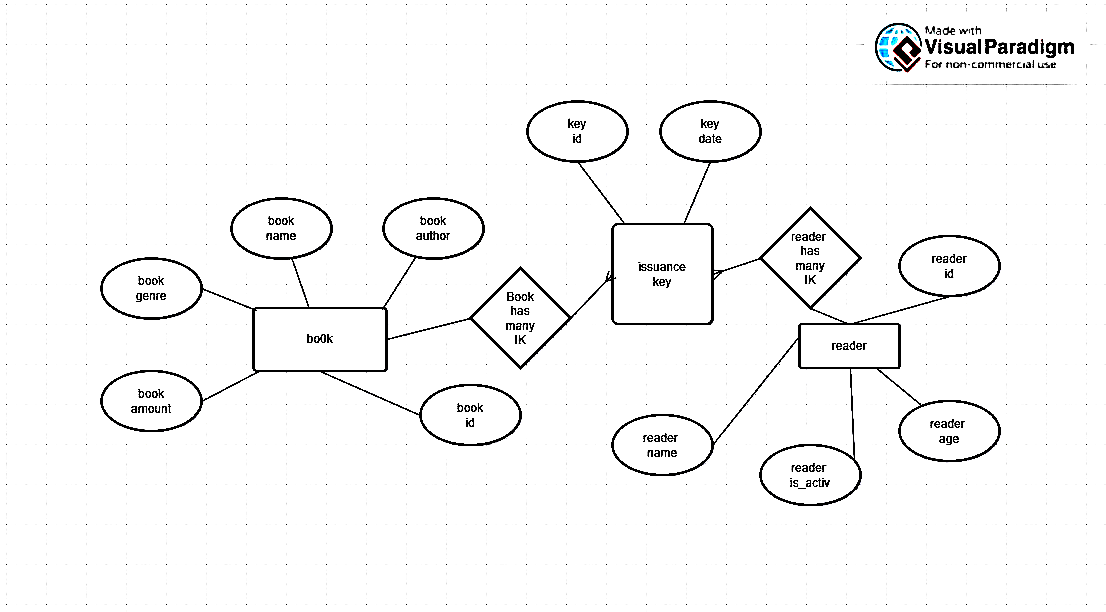 Made with
VisualParadigm
For non-commercial use
key
id
key
date
book
name
book
author
book
genre
bo0k
book
amount
book
id
Book
has
many
IK
issuance
key
reader
has
many
IK
reader
id
reader
reader
name
reader
is_activ
reader
age